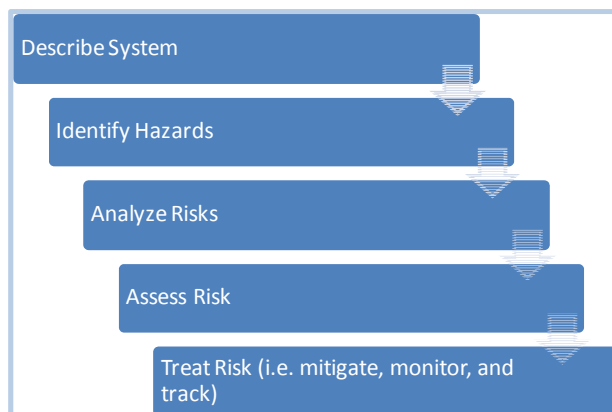 Describe System
Identify Hazards
Analyze Risks
Assess Risk
Treat Risk (i.e. mitigate, monitor, and
track)